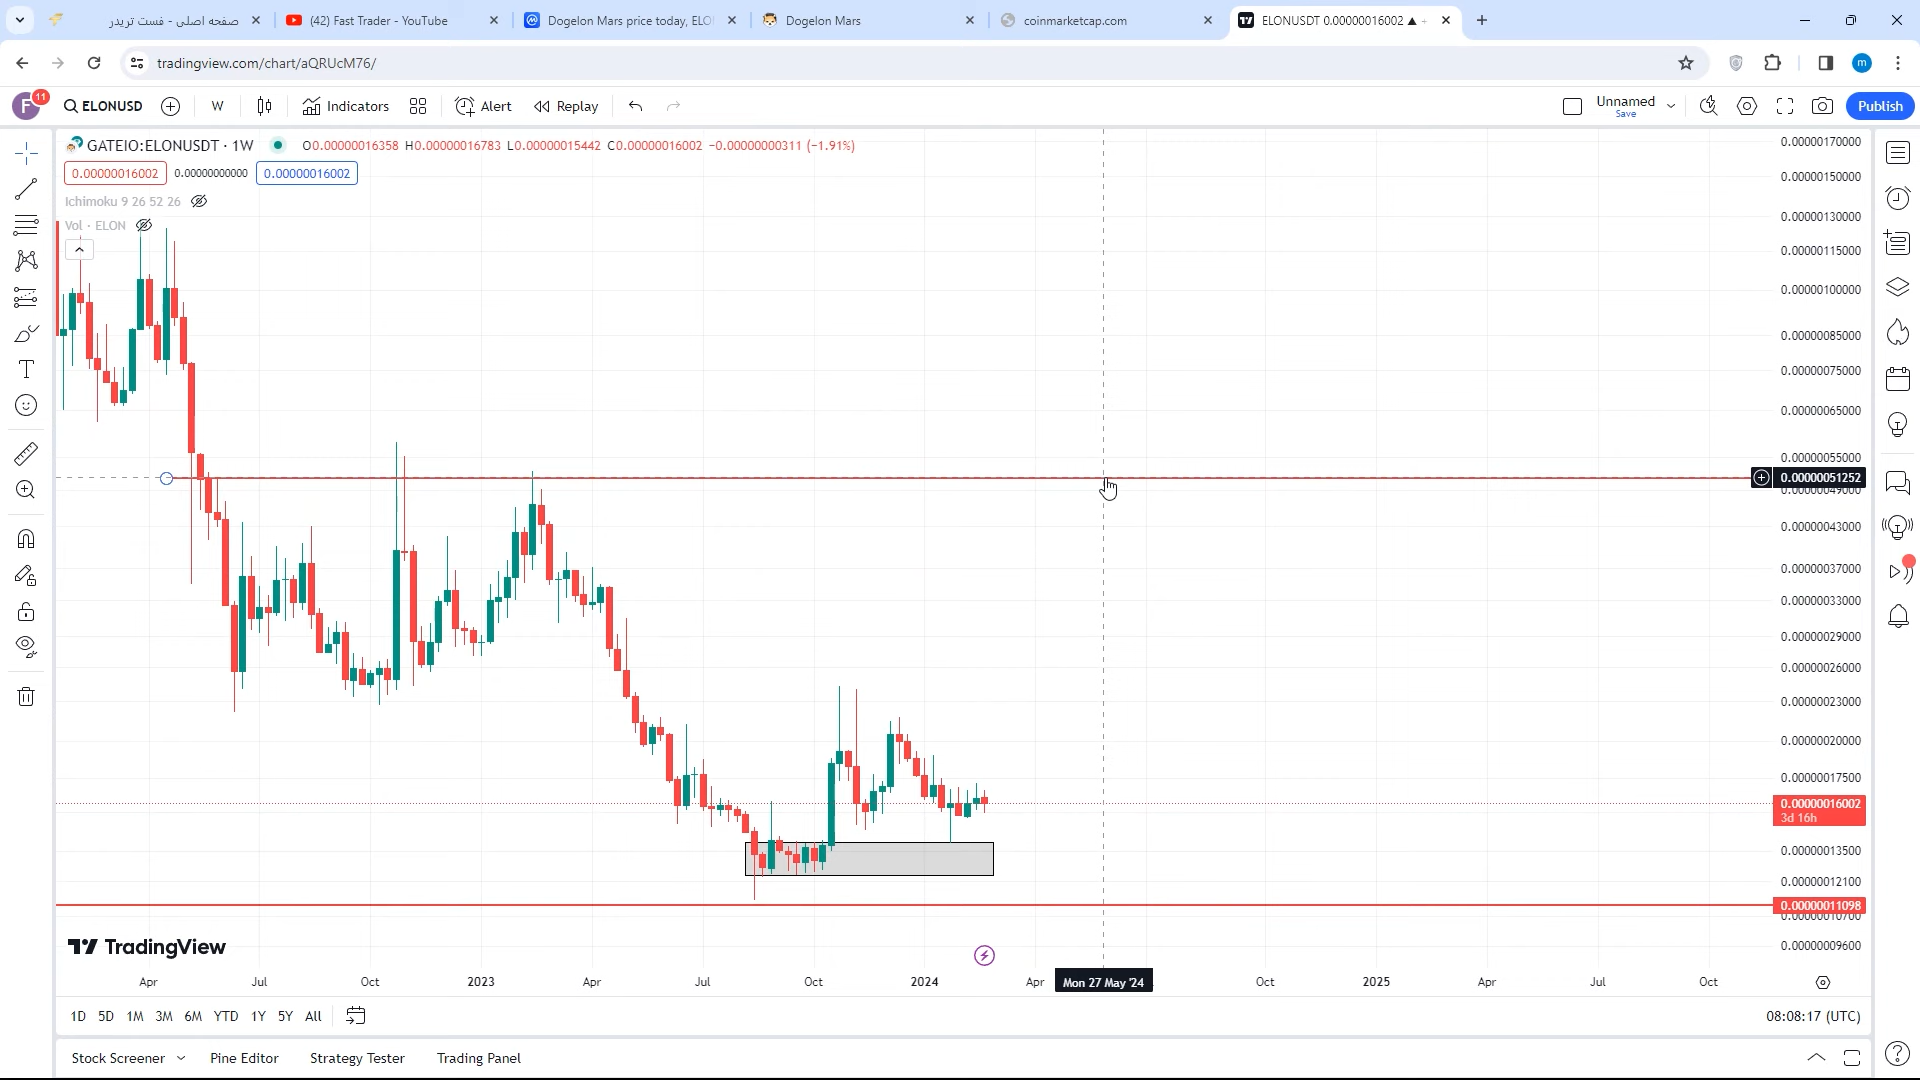 صفحه اصلی - فست تریدر
(42) Fast Trader - YouTube
Dogelon Mars price today, ELO
Dogelon Mars
coinmarketcap.com
ELONUSDT 0.00000016002 ▲
tradingview.com/chart/aQRUcM76/
m
F
11
ELONUSD
W
Indicators
Alert
Replay
Unnamed
Save
Publish
GATEIO:ELONUSDT · 1W
O0.00000016358 H0.00000016783 L0.00000015442 C0.00000016002 −0.00000000311 (−1.91%)
0.00000016002
0.00000000000
0.00000016002
Ichimoku 9 26 52 26
Vol · ELON
0.00000170000
0.00000150000
0.00000130000
0.00000115000
0.00000100000
0.00000085000
0.00000075000
0.00000065000
0.00000055000
0.00000051252
0.00000049000
0.00000043000
0.00000037000
0.00000033000
0.00000029000
0.00000026000
0.00000023000
0.00000020000
0.00000017500
0.00000016002
3d 16h
0.00000013500
0.00000012100
0.00000011098
0.00000010700
0.00000009600
TradingView
Apr
Jul
Oct
2023
Apr
Jul
Oct
2024
Apr
Mon 27 May '24
Oct
2025
Apr
Jul
Oct
1D
5D
1M
3M
6M
YTD
1Y
5Y
All
08:08:17 (UTC)
Stock Screener
Pine Editor
Strategy Tester
Trading Panel